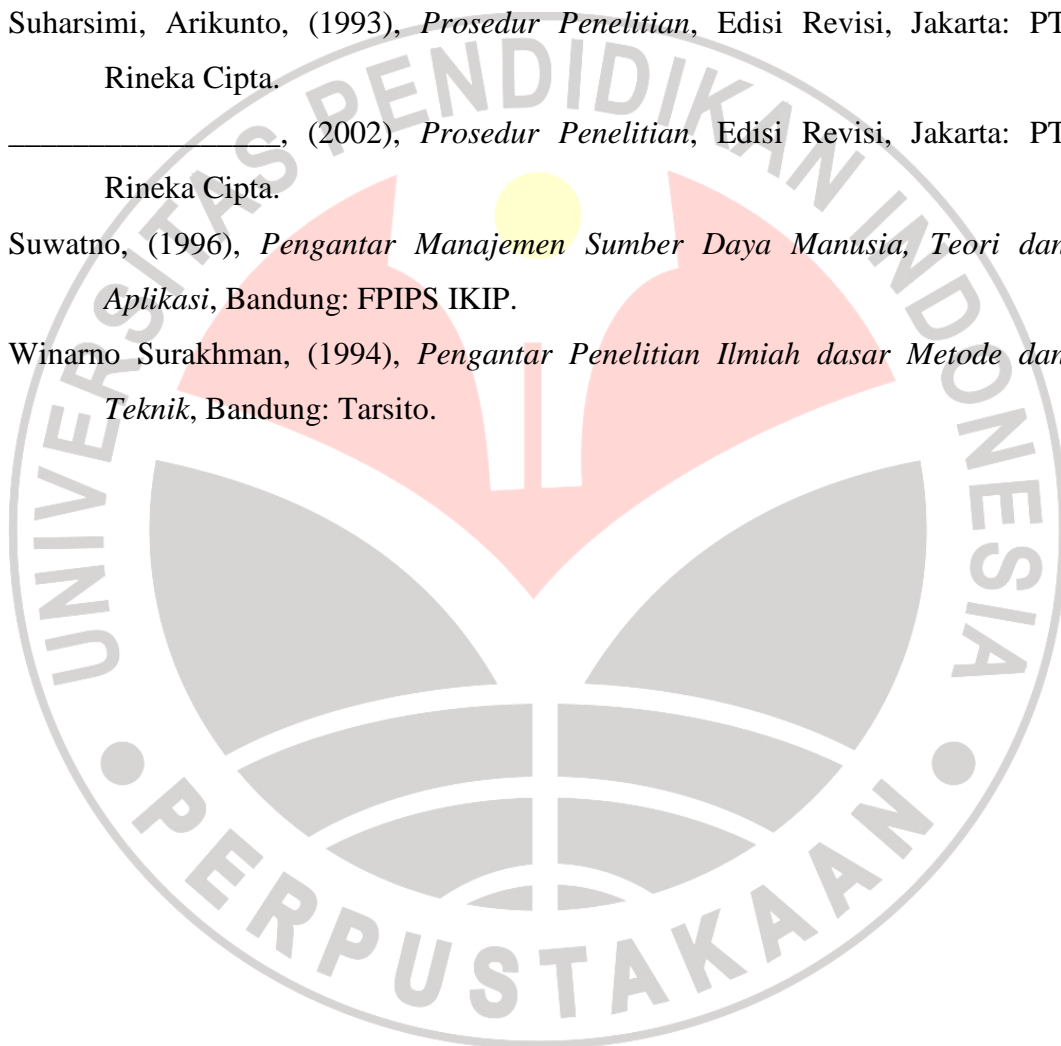 Suharsimi, Arikunto, (1993), Prosedur Penelitian, Edisi Revisi, Jakarta: PT
Rineka Cipta.
_________________, (2002), Prosedur Penelitian, Edisi Revisi, Jakarta: PT
Rineka Cipta.
Suwatno, (1996), Pengantar Manajemen Sumber Daya Manusia, Teori dan
Aplikasi, Bandung: FPIPS IKIP.
Winarno Surakhman, (1994), Pengantar Penelitian Ilmiah dasar Metode dan
Teknik, Bandung: Tarsito.
UNIVERSITAS PENDIDIKAN INDONESIA
PERPUSTAKAAN